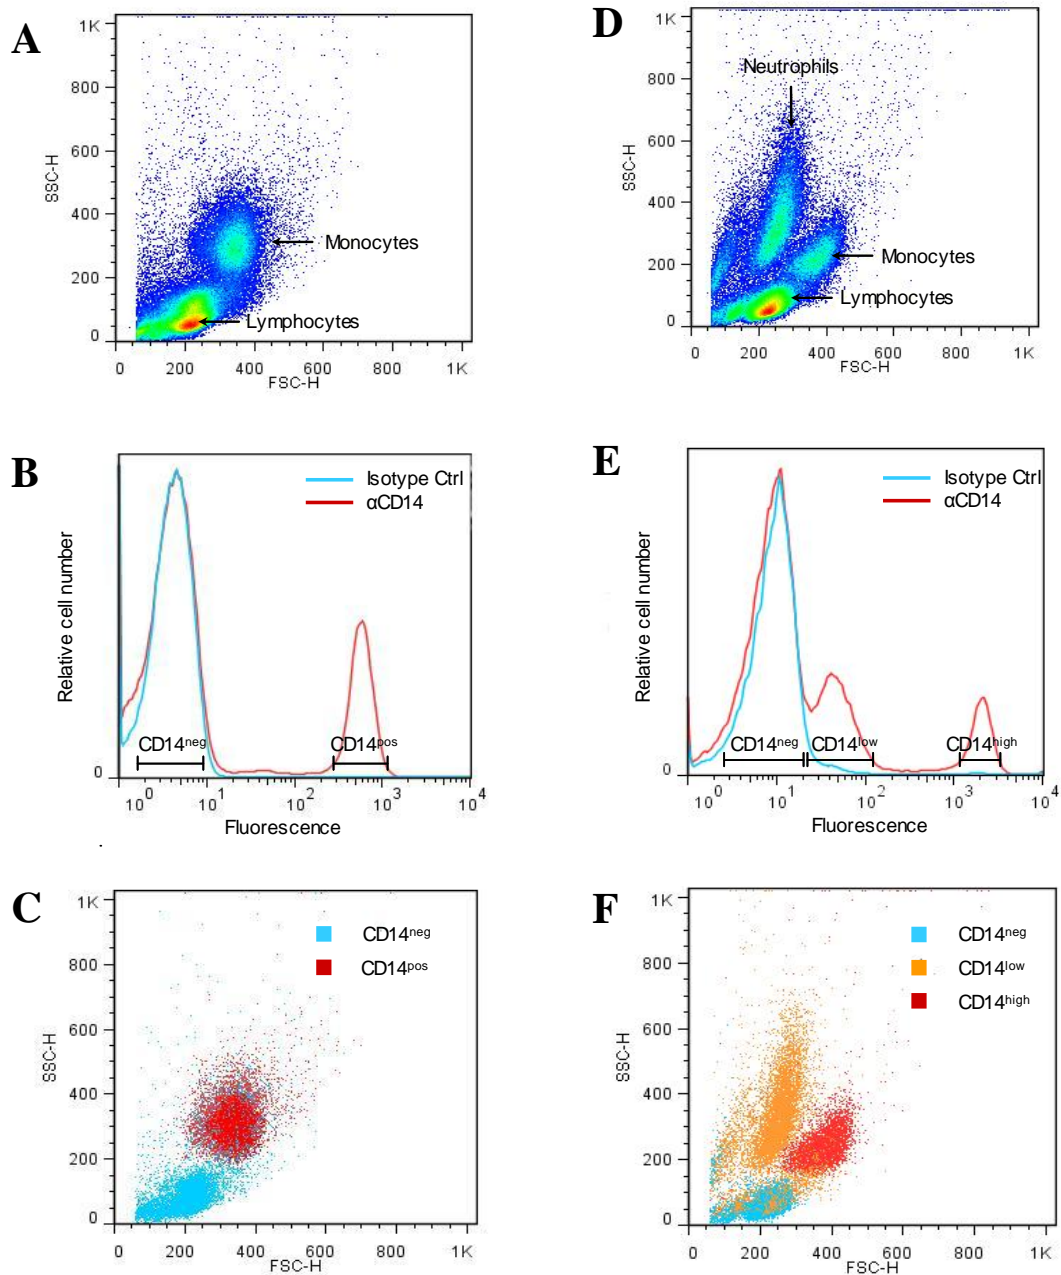 A
1K
800
600
400
200
0
SSC-H
Monocytes
Lymphocytes
0 200 400 600 800 1K
FSC-H
D
1K
800
600
400
200
0
SSC-H
Neutrophils
Monocytes
Lymphocytes
0 200 400 600 800 1K
FSC-H
B
Relative cell number
Isotype Ctrl
αCD14
CD14neg
CD14pos
0
10^0 10^1 10^2 10^3 10^4
Fluorescence
E
Relative cell number
Isotype Ctrl
αCD14
CD14neg
CD14low
CD14high
0
10^0 10^1 10^2 10^3 10^4
Fluorescence
C
1K
800
600
400
200
0
SSC-H
CD14neg
CD14pos
0 200 400 600 800 1K
FSC-H
F
1K
800
600
400
200
0
SSC-H
CD14neg
CD14low
CD14high
0 200 400 600 800 1K
FSC-H